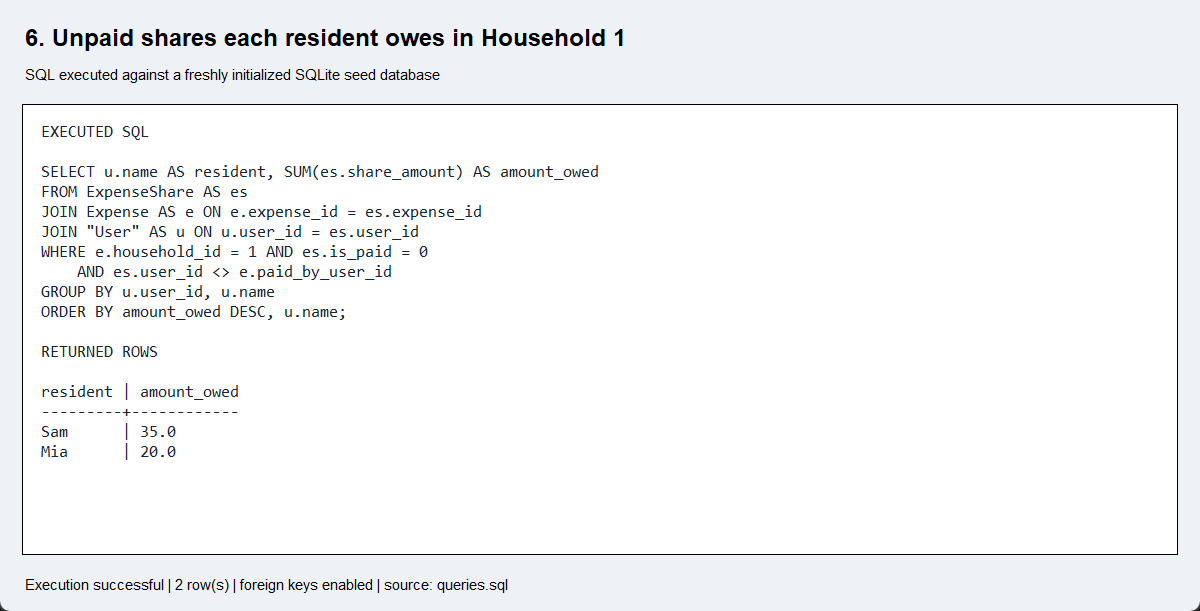 6. Unpaid shares each resident owes in Household 1
SQL executed against a freshly initialized SQLite seed database
EXECUTED SQL
SELECT u.name AS resident, SUM(es.share_amount) AS amount_owed
FROM ExpenseShare AS es
JOIN Expense AS e ON e.expense_id = es.expense_id
JOIN "User" AS u ON u.user_id = es.user_id
WHERE e.household_id = 1 AND es.is_paid = 0
    AND es.user_id <> e.paid_by_user_id
GROUP BY u.user_id, u.name
ORDER BY amount_owed DESC, u.name;
RETURNED ROWS
resident | amount_owed
---------+------------
Sam      | 35.0
Mia      | 20.0
Execution successful | 2 row(s) | foreign keys enabled | source: queries.sql